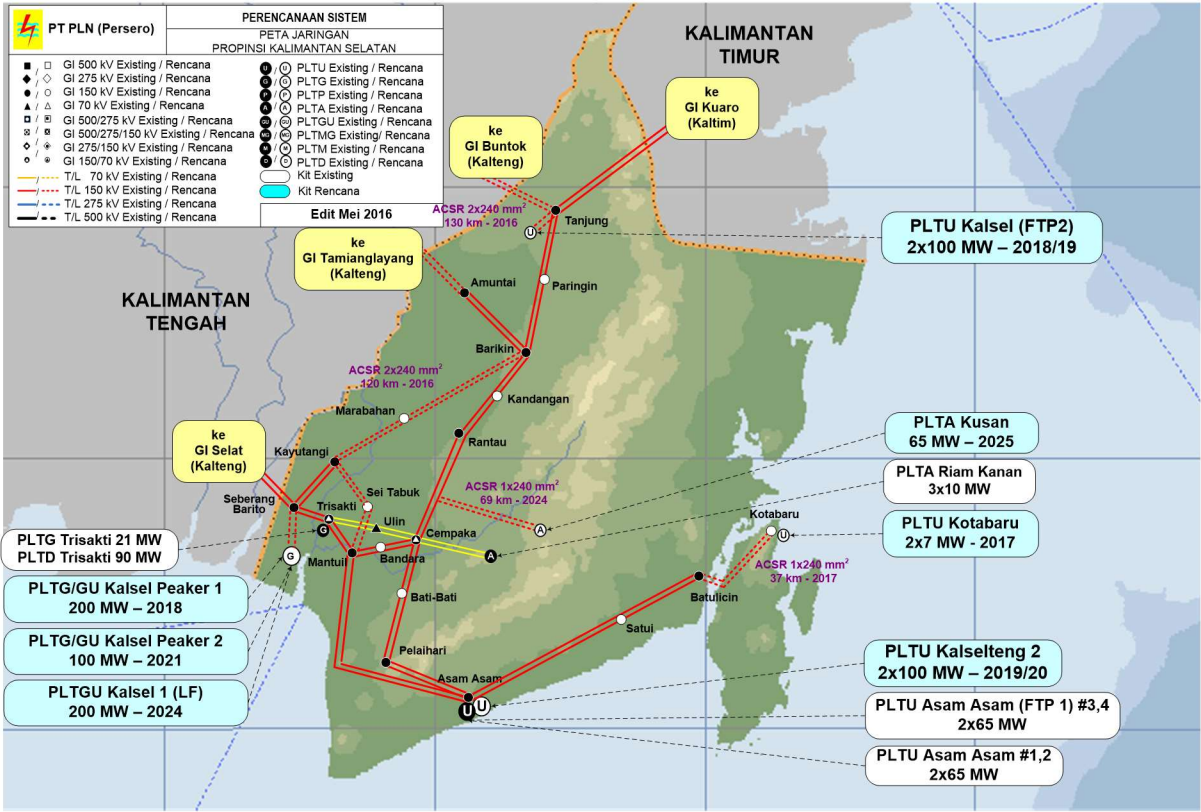 PT PLN (Persero)
PERENCANAAN SISTEM
PETA JARINGAN
PROPINSI KALIMANTAN SELATAN
GI 500 kV Existing / Rencana
GI 275 kV Existing / Rencana
GI 150 kV Existing / Rencana
GI 70 kV Existing / Rencana
GI 500/275 kV Existing / Rencana
GI 500/275/150 kV Existing / Rencana
GI 275/150 kV Existing / Rencana
GI 150/70 kV Existing / Rencana
T/L 70 kV Existing / Rencana
T/L 150 kV Existing / Rencana
T/L 275 kV Existing / Rencana
T/L 500 kV Existing / Rencana
U / U PLTU Existing / Rencana
G / G PLTG Existing / Rencana
P / P PLTP Existing / Rencana
A / A PLTA Existing / Rencana
GU / GU PLTGU Existing / Rencana
MG / MG PLTMG Existing/ Rencana
M / M PLTM Existing / Rencana
D / D PLTD Existing / Rencana
Kit Existing
Kit Rencana
Edit Mei 2016
KALIMANTAN
TIMUR
ke
GI Kuaro
(Kaltim)
ke
GI Buntok
(Kalteng)
ACSR 2x240 mm²
130 km - 2016
Tanjung
U
PLTU Kalsel (FTP2)
2x100 MW – 2018/19
ke
GI Tamianglayang
(Kalteng)
Amuntai
Paringin
KALIMANTAN
TENGAH
Barikin
ACSR 2x240 mm²
120 km - 2016
Kandangan
Marabahan
Rantau
ke
GI Selat
(Kalteng)
Kayutangi
PLTA Kusan
65 MW – 2025
PLTA Riam Kanan
3x10 MW
ACSR 1x240 mm²
69 km - 2024
Seberang
Barito
Trisakti
Sei Tabuk
Ulin
Cempaka
A
Kotabaru
U
PLTU Kotabaru
2x7 MW - 2017
G
PLTG Trisakti 21 MW
PLTD Trisakti 90 MW
G
Mantuil
Bandara
A
ACSR 1x240 mm²
37 km - 2017
Batulicin
PLTG/GU Kalsel Peaker 1
200 MW – 2018
Bati-Bati
Satui
PLTG/GU Kalsel Peaker 2
100 MW – 2021
Pelaihari
PLTU Kalselteng 2
2x100 MW – 2019/20
PLTGU Kalsel 1 (LF)
200 MW – 2024
Asam Asam
U
U
PLTU Asam Asam (FTP 1) #3,4
2x65 MW
PLTU Asam Asam #1,2
2x65 MW